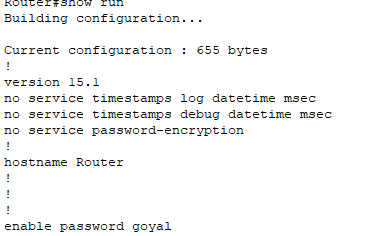 Router#show run
Building configuration...
Current configuration : 655 bytes
!
version 15.1
no service timestamps log datetime msec
no service timestamps debug datetime msec
no service password-encryption
!
hostname Router
!
!
!
enable password goyal